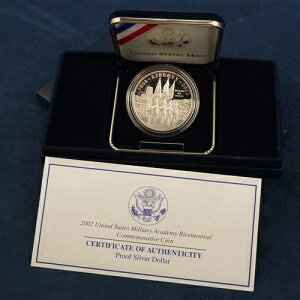 UNITED STATES MINT
LIBERTY
2002 United States Military Academy Bicentennial
Commemorative Coin
CERTIFICATE OF AUTHENTICITY
Proof Silver Dollar